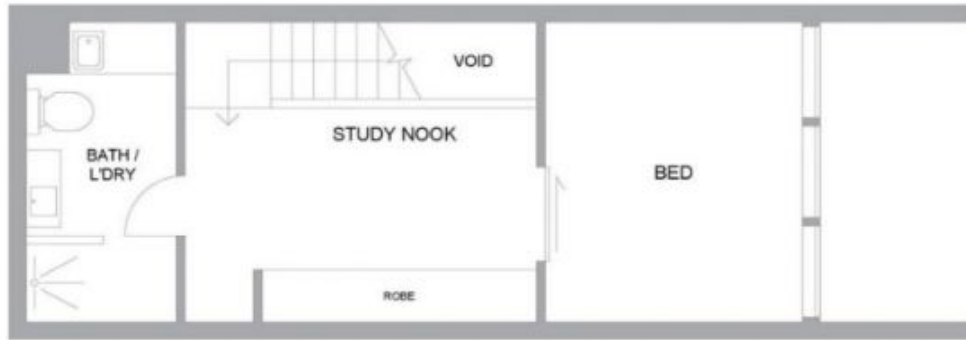 VOID
STUDY NOOK
BATH /
L'DRY
BED
ROBE